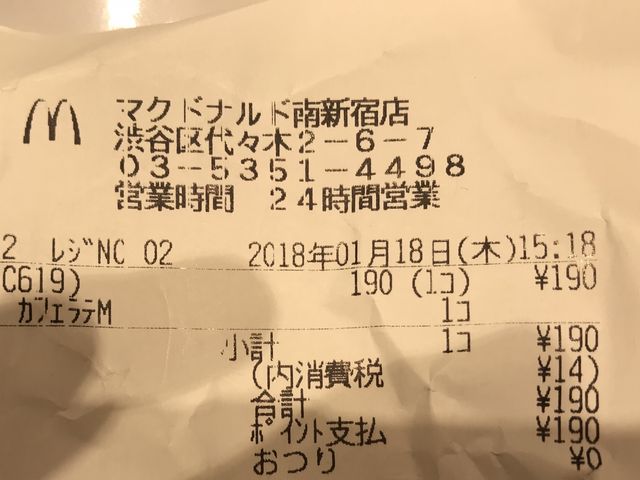 マクドナルド南新宿店
渋谷区代々木2-6-7
03-5351-4498
営業時間 24時間営業
2 レジNC 02 2018年01月18日(木)15:18
C619) 190 (1コ) ¥190
カフェラテM 1コ
小計 1コ ¥190
(内消費税 ¥14)
合計 ¥190
ポイント支払 ¥190
おつり ¥0